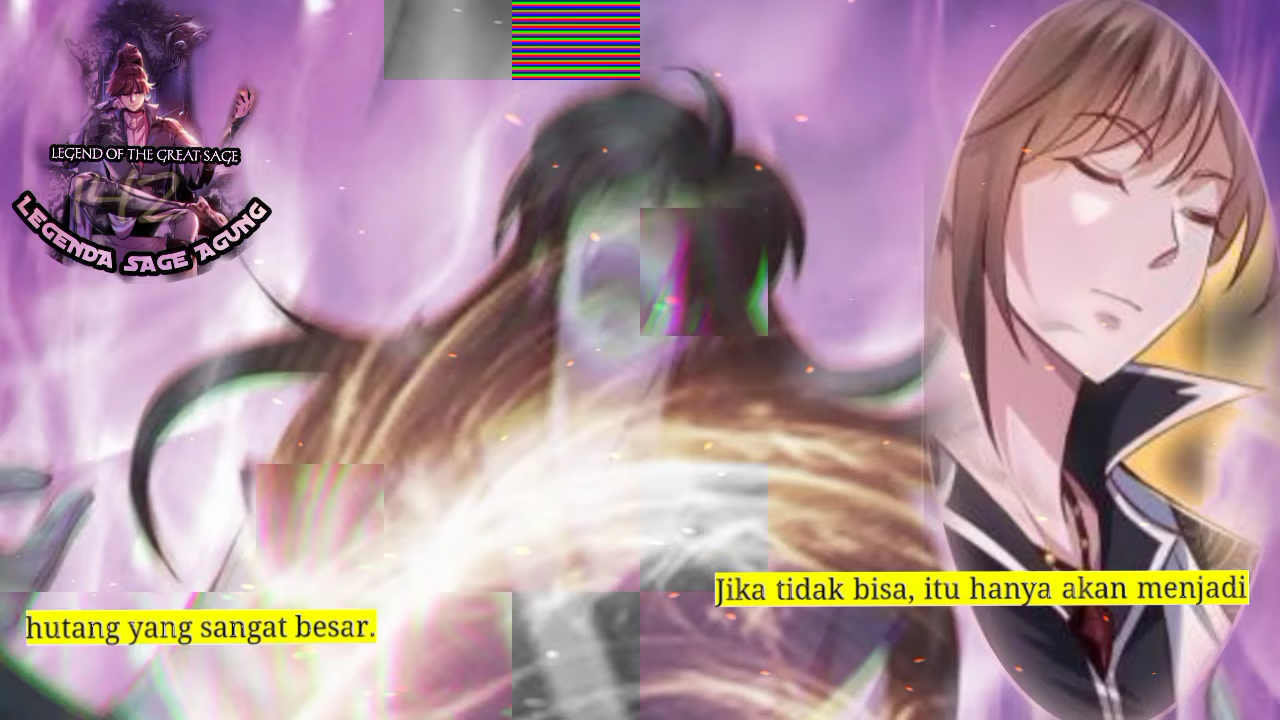 LEGEND OF THE GREAT SAGE
142
LEGENDA SAGE AGUNG
Jika tidak bisa, itu hanya akan menjadi
hutang yang sangat besar.